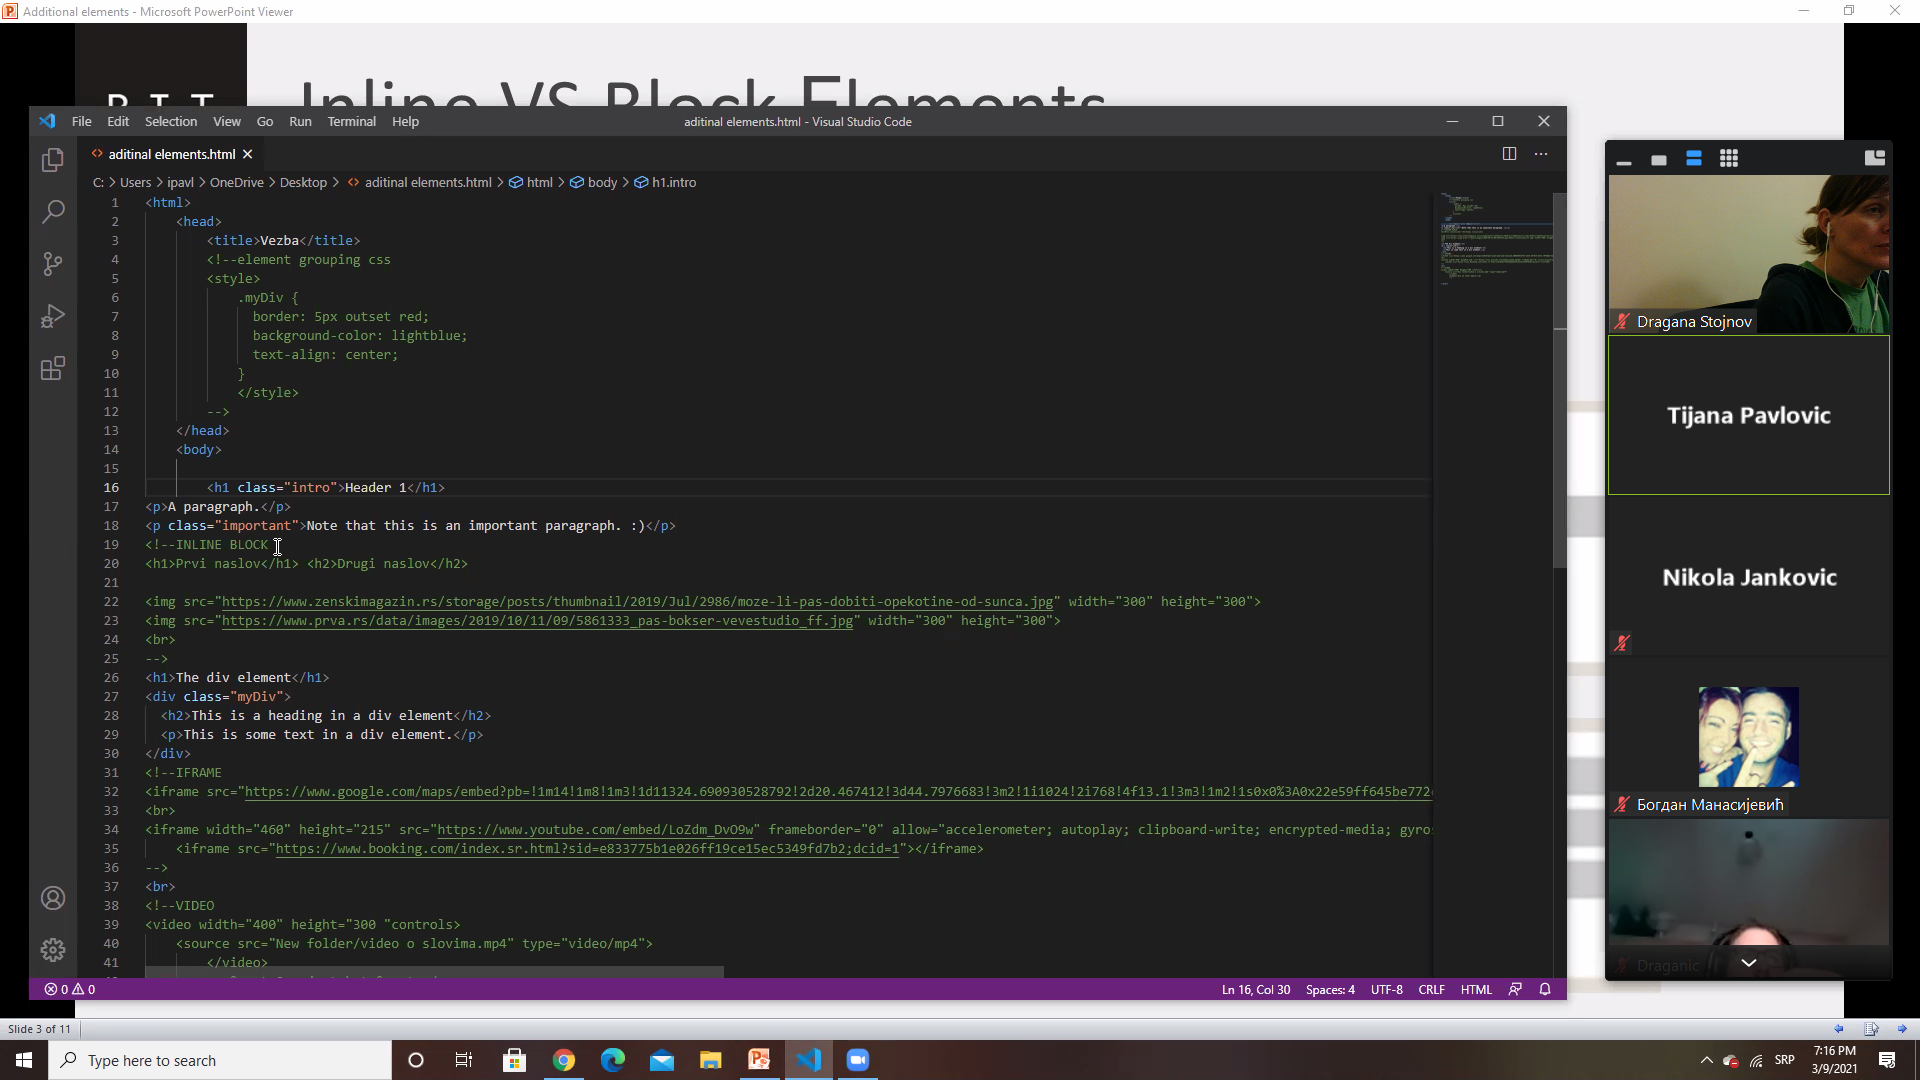 Additional elements - Microsoft PowerPoint Viewer
Inline VS Block Elements
File Edit Selection View Go Run Terminal Help
aditinal elements.html - Visual Studio Code
aditinal elements.html
C: > Users > ipavl > OneDrive > Desktop > aditinal elements.html > html > body > h1.intro
1 <html>
2 <head>
3 <title>Vezba</title>
4 <!--element grouping css
5 <style>
6 .myDiv {
7 border: 5px outset red;
8 background-color: lightblue;
9 text-align: center;
10 }
11 </style>
12 -->
13 </head>
14 <body>
15
16 <h1 class="intro">Header 1</h1>
17 <p>A paragraph.</p>
18 <p class="important">Note that this is an important paragraph. :)</p>
19 <!--INLINE BLOCK
20 <h1>Prvi naslov</h1> <h2>Drugi naslov</h2>
21
22 <img src="https://www.zenskimagazin.rs/storage/posts/thumbnail/2019/Jul/2986/moze-li-pas-dobiti-opekotine-od-sunca.jpg" width="300" height="300">
23 <img src="https://www.prva.rs/data/images/2019/10/11/09/5861333_pas-bokser-vevestudio_ff.jpg" width="300" height="300">
24 <br>
25 -->
26 <h1>The div element</h1>
27 <div class="myDiv">
28 <h2>This is a heading in a div element</h2>
29 <p>This is some text in a div element.</p>
30 </div>
31 <!--IFRAME
32 <iframe src="https://www.google.com/maps/embed?pb=!1m14!1m8!1m3!1d11324.690930528792!2d20.467412!3d44.7976683!3m2!1i1024!2i768!4f13.1!3m3!1m2!1s0x0%3A0x22e59ff645be772
33 <br>
34 <iframe width="460" height="215" src="https://www.youtube.com/embed/LoZdm_DvO9w" frameborder="0" allow="accelerometer; autoplay; clipboard-write; encrypted-media; gyro
35 <iframe src="https://www.booking.com/index.sr.html?sid=e833775b1e026ff19ce15ec5349fd7b2;dcid=1"></iframe>
36 -->
37 <br>
38 <!--VIDEO
39 <video width="400" height="300 "controls>
40 <source src="New folder/video o slovima.mp4" type="video/mp4">
41 </video>
0 0
Ln 16, Col 30 Spaces: 4 UTF-8 CRLF HTML
Dragana Stojnov
Tijana Pavlovic
Nikola Jankovic
Богдан Манасијевић
Draganic
Slide 3 of 11
Type here to search
SRP
7:16 PM
3/9/2021